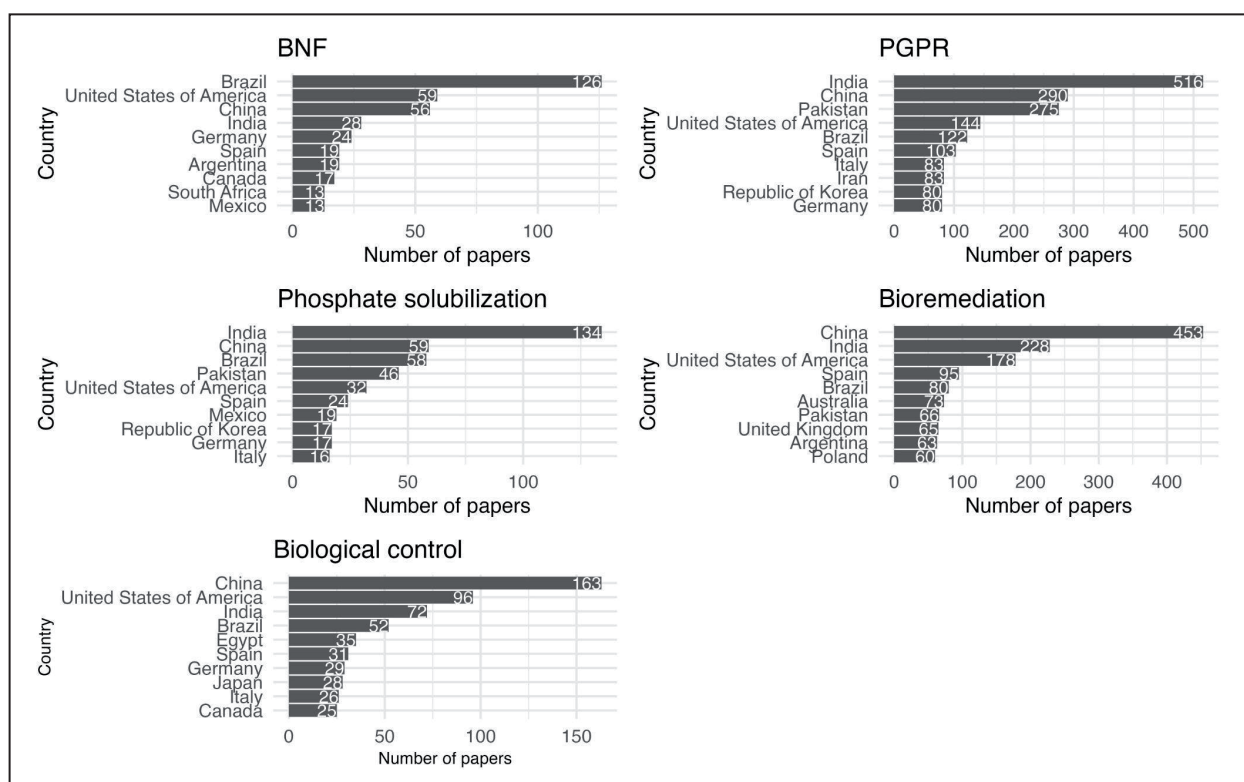 BNF
Country
Brazil 126
United States of America 59
China 56
India 28
Germany 24
Spain 19
Argentina 19
Canada 17
South Africa 13
Mexico 13
0 50 100
Number of papers
PGPR
Country
India 516
China 290
Pakistan 275
United States of America 144
Brazil 122
Spain 103
Italy 83
Iran 83
Republic of Korea 80
Germany 80
0 100 200 300 400 500
Number of papers
Phosphate solubilization
Country
India 134
China 59
Brazil 58
Pakistan 46
United States of America 32
Spain 24
Mexico 19
Republic of Korea 17
Germany 17
Italy 16
0 50 100
Number of papers
Bioremediation
Country
China 453
India 228
United States of America 178
Spain 95
Brazil 80
Australia 73
Pakistan 66
United Kingdom 65
Argentina 63
Poland 60
0 100 200 300 400
Number of papers
Biological control
Country
China 163
United States of America 96
India 72
Brazil 52
Egypt 35
Spain 31
Germany 29
Japan 28
Italy 26
Canada 25
0 50 100 150
Number of papers